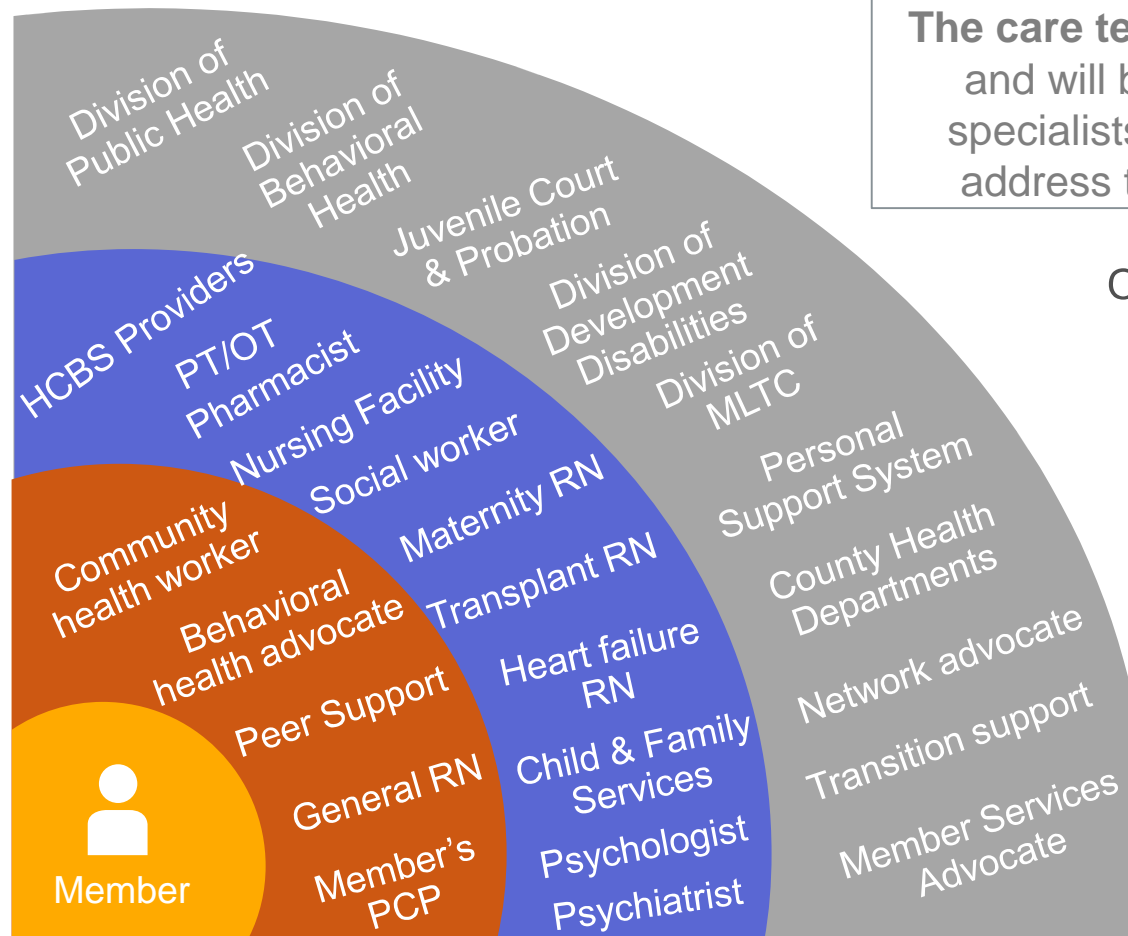 The care te
and will b
specialists
address t
C
Division of
Public Health
Division of
Behavioral
Health
Juvenile Court
& Probation
Division of
Development
Disabilities
Division of
MLTC
Personal
Support System
County Health
Departments
Network advocate
Transition support
Member Services
Advocate
HCBS Providers
PT/OT
Pharmacist
Nursing Facility
Social worker
Maternity RN
Transplant RN
Heart failure
RN
Child & Family
Services
Psychologist
Psychiatrist
Community
health worker
Behavioral
health advocate
Peer Support
General RN
Member’s
PCP
Member